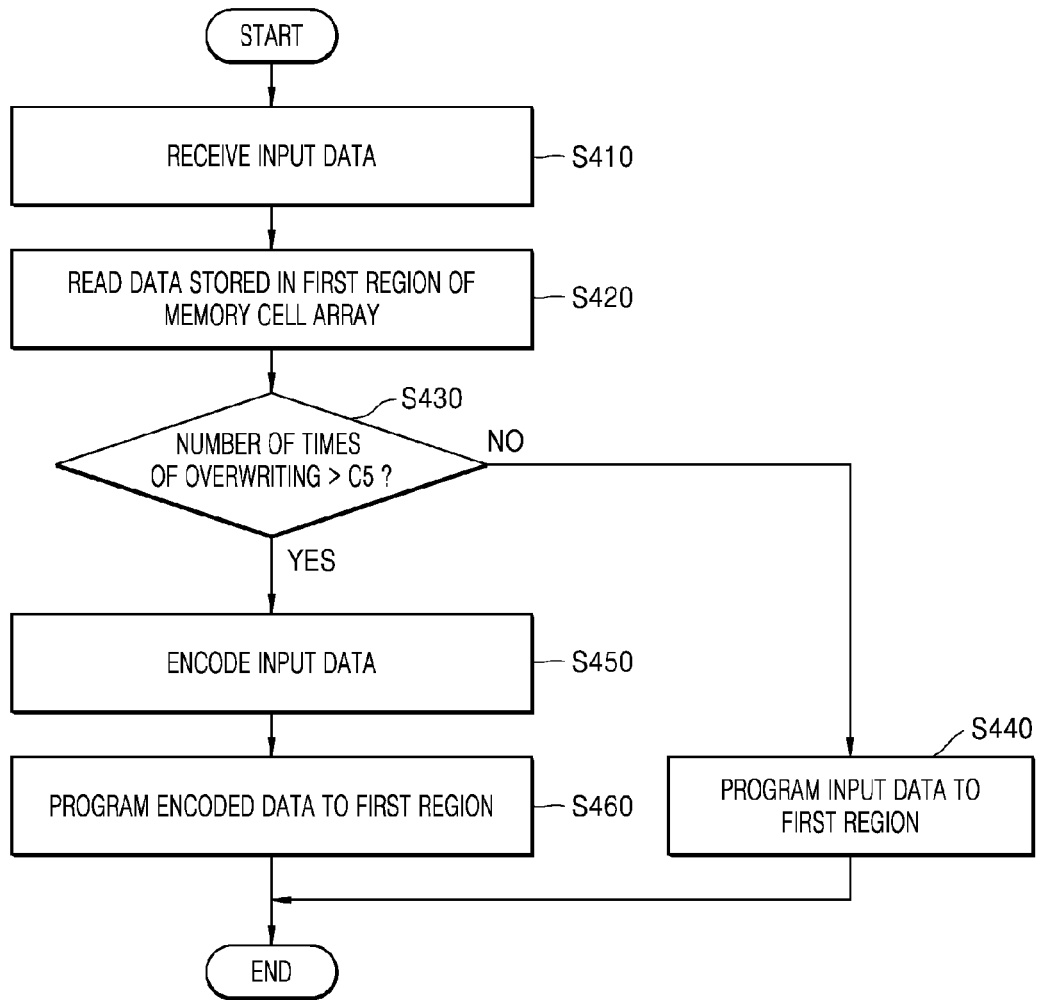 START
RECEIVE INPUT DATA
S410
READ DATA STORED IN FIRST REGION OF
MEMORY CELL ARRAY
S420
S430
NUMBER OF TIMES
OF OVERWRITING > C5 ?
NO
YES
ENCODE INPUT DATA
S450
S440
PROGRAM ENCODED DATA TO FIRST REGION
S460
PROGRAM INPUT DATA TO
FIRST REGION
END